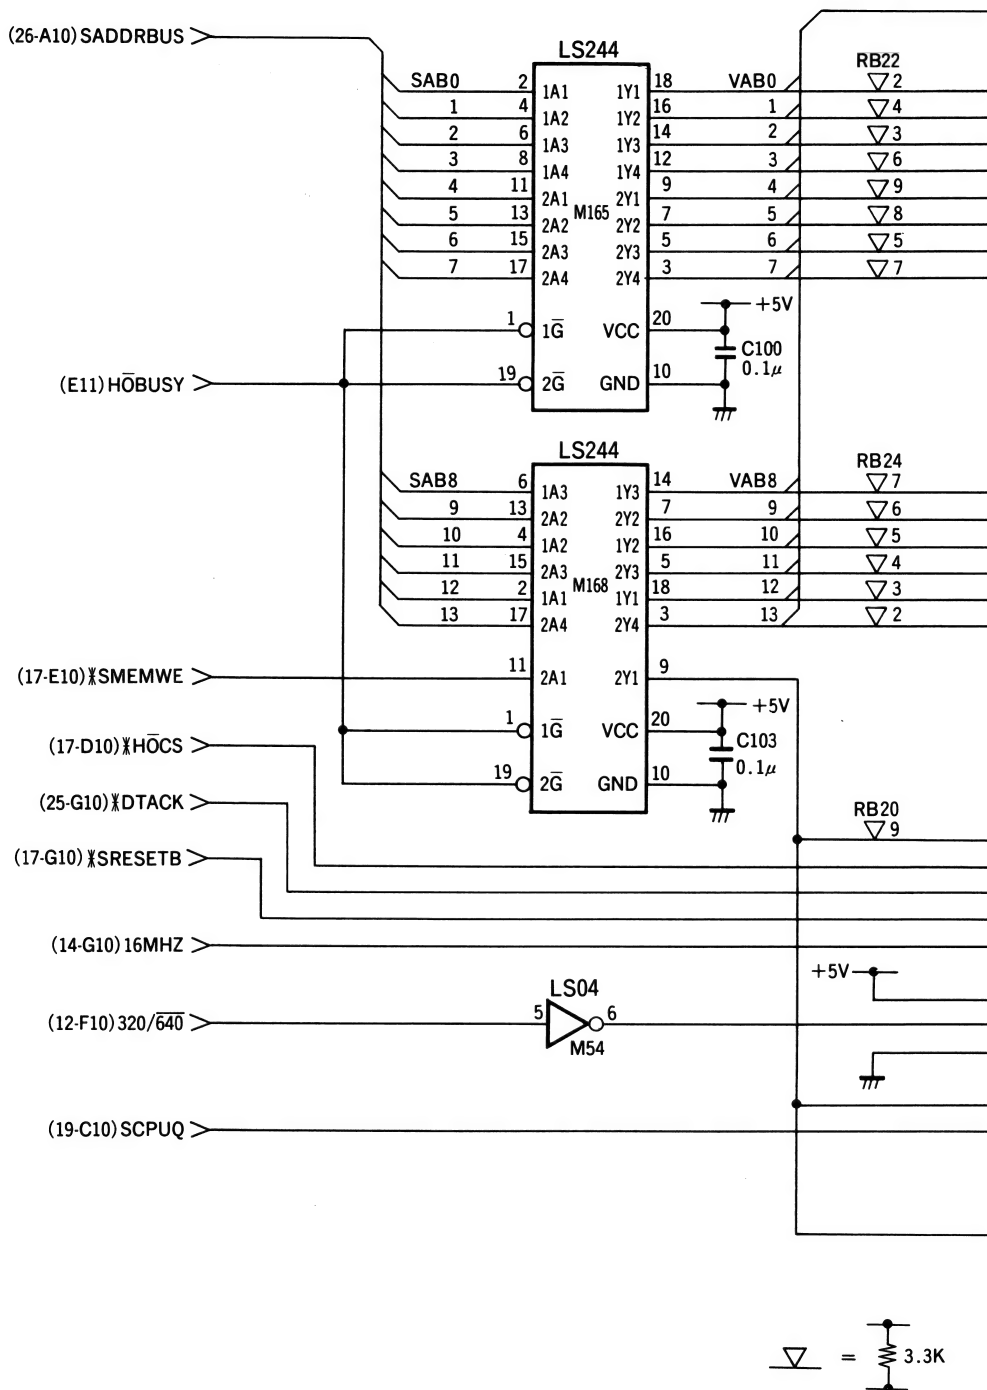 (26-A10) SADDRBUS
LS244
RB22
SAB0 2 1A1 1Y1 18 VAB0 2
1 4 1A2 1Y2 16 1 4
2 6 1A3 1Y3 14 2 3
3 8 1A4 1Y4 12 3 6
4 11 2A1 2Y1 9 4 9
5 13 2A2 M165 2Y2 7 5 8
6 15 2A3 2Y3 5 6 5
7 17 2A4 2Y4 3 7 7
+5V
1 1G̅ VCC 20
C100
0.1µ
(E11) HO̅BUSY 19 2G̅ GND 10
LS244
RB24
SAB8 6 1A3 1Y3 14 VAB8 7
9 13 2A2 2Y2 7 9 6
10 4 1A2 1Y2 16 10 5
11 15 2A3 2Y3 5 11 4
12 2 1A1 M168 1Y1 18 12 3
13 17 2A4 2Y4 3 13 2
(17-E10) ※SMEMWE 11 2A1 2Y1 9
+5V
1 1G̅ VCC 20
(17-D10) ※HO̅CS
C103
0.1µ
19 2G̅ GND 10
(25-G10) ※DTACK
RB20
9
(17-G10) ※SRESETB
(14-G10) 16MHZ
+5V
LS04
(12-F10) 320/6̅4̅0̅ 5 6
M54
(19-C10) SCPUQ
= 3.3K